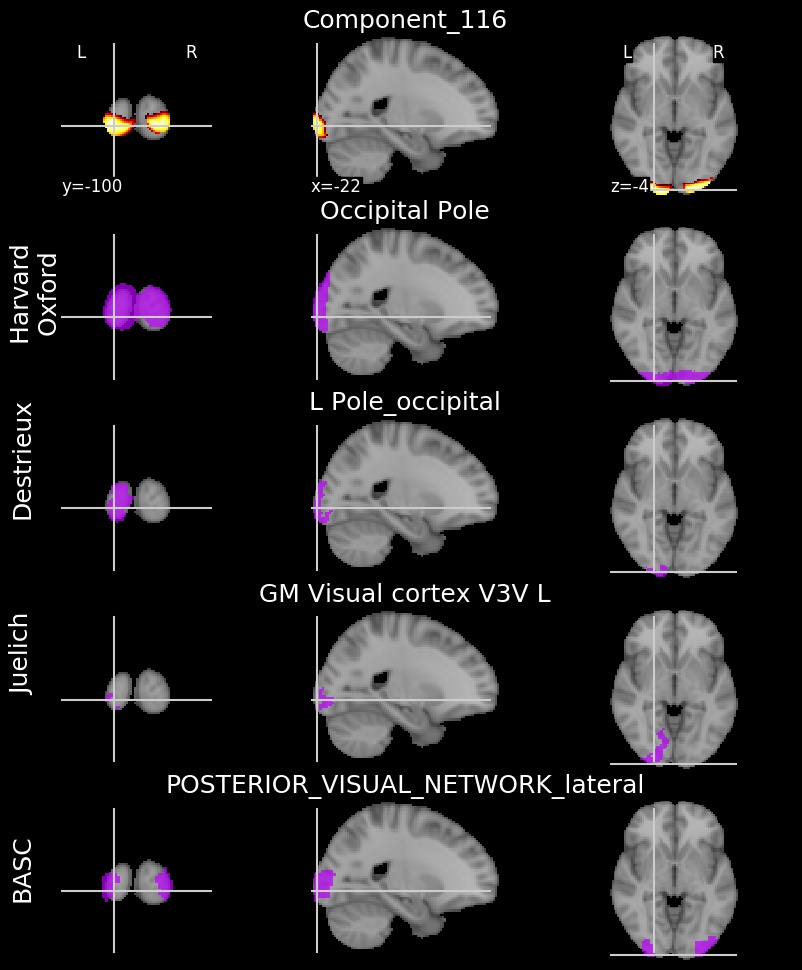 Component_116
L
R
L
R
y=-100
x=-22
z=-4
Occipital Pole
Harvard
Oxford
L Pole_occipital
Destrieux
GM Visual cortex V3V L
Juelich
POSTERIOR_VISUAL_NETWORK_lateral
BASC